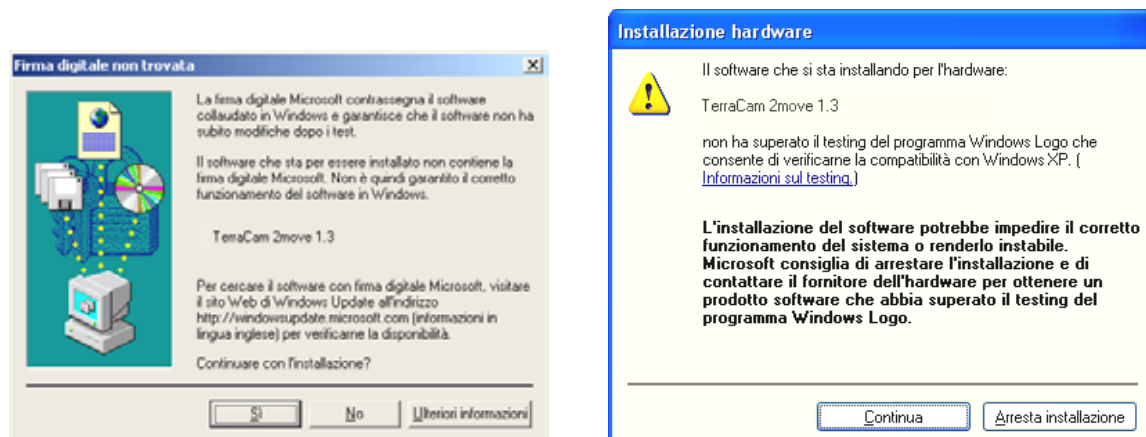 Firma digitale non trovata
La firma digitale Microsoft contrassegna il software
collaudato in Windows e garantisce che il software non ha
subito modifiche dopo i test.
Il software che sta per essere installato non contiene la
firma digitale Microsoft. Non è quindi garantito il corretto
funzionamento del software in Windows.
TerraCam 2move 1.3
Per cercare il software con firma digitale Microsoft, visitare
il sito Web di Windows Update all'indirizzo
http://windowsupdate.microsoft.com (informazioni in
lingua inglese) per verificarne la disponibilità.
Continuare con l'installazione?
Sì
No
Ulteriori informazioni
Installazione hardware
Il software che si sta installando per l'hardware:
TerraCam 2move 1.3
non ha superato il testing del programma Windows Logo che
consente di verificarne la compatibilità con Windows XP. (
Informazioni sul testing.)
L'installazione del software potrebbe impedire il corretto
funzionamento del sistema o renderlo instabile.
Microsoft consiglia di arrestare l'installazione e di
contattare il fornitore dell'hardware per ottenere un
prodotto software che abbia superato il testing del
programma Windows Logo.
Continua
Arresta installazione